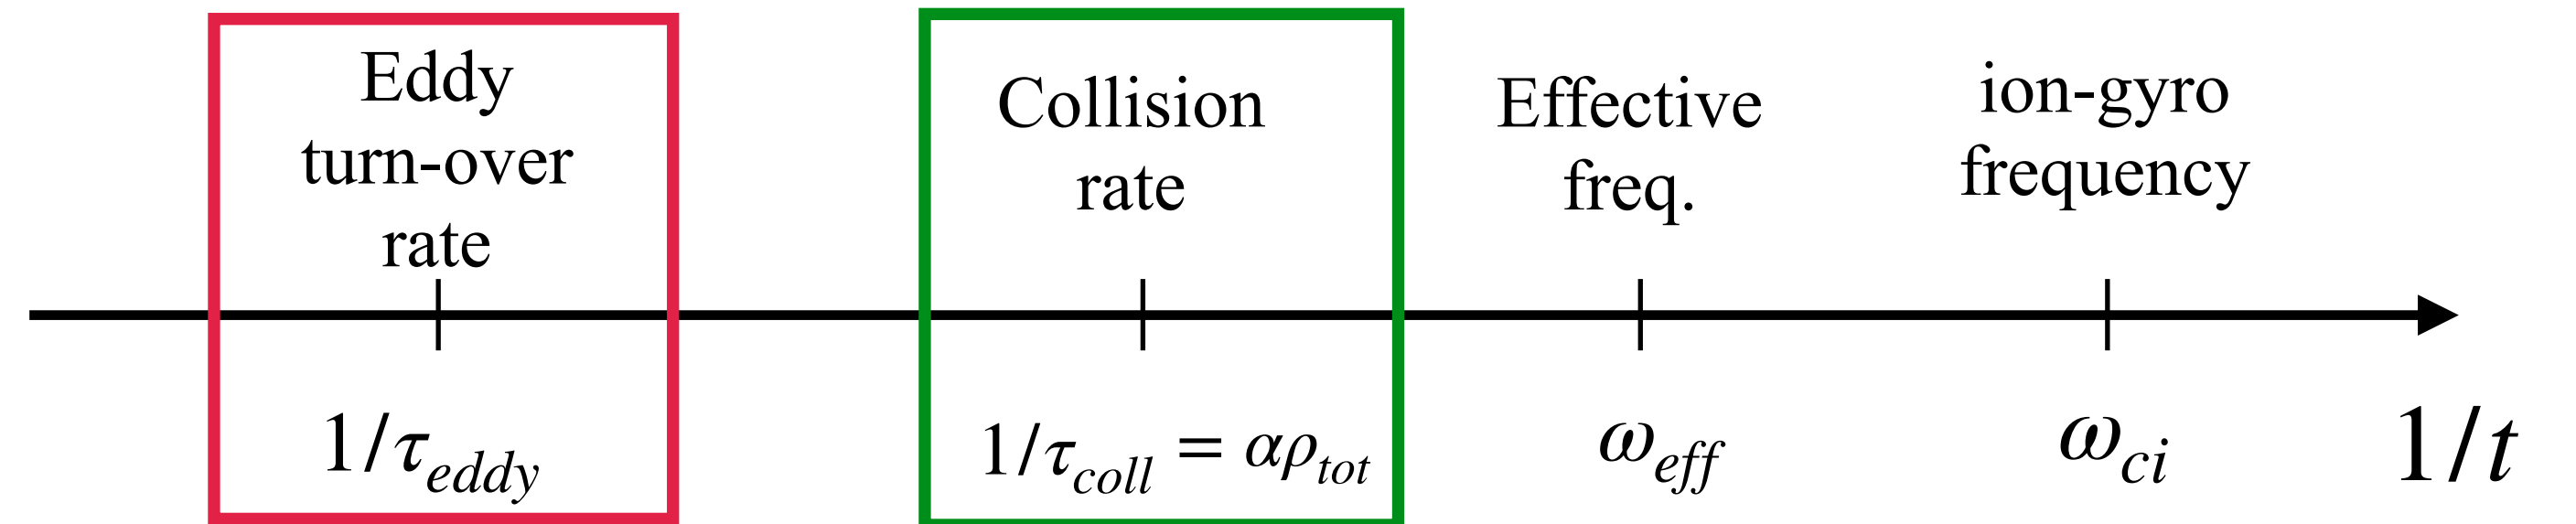 Eddy
turn-over
rate
Collision
rate
Effective
freq.
ion-gyro
frequency
1/τ_eddy
1/τ_coll = αρ_tot
ω_eff
ω_ci
1/t